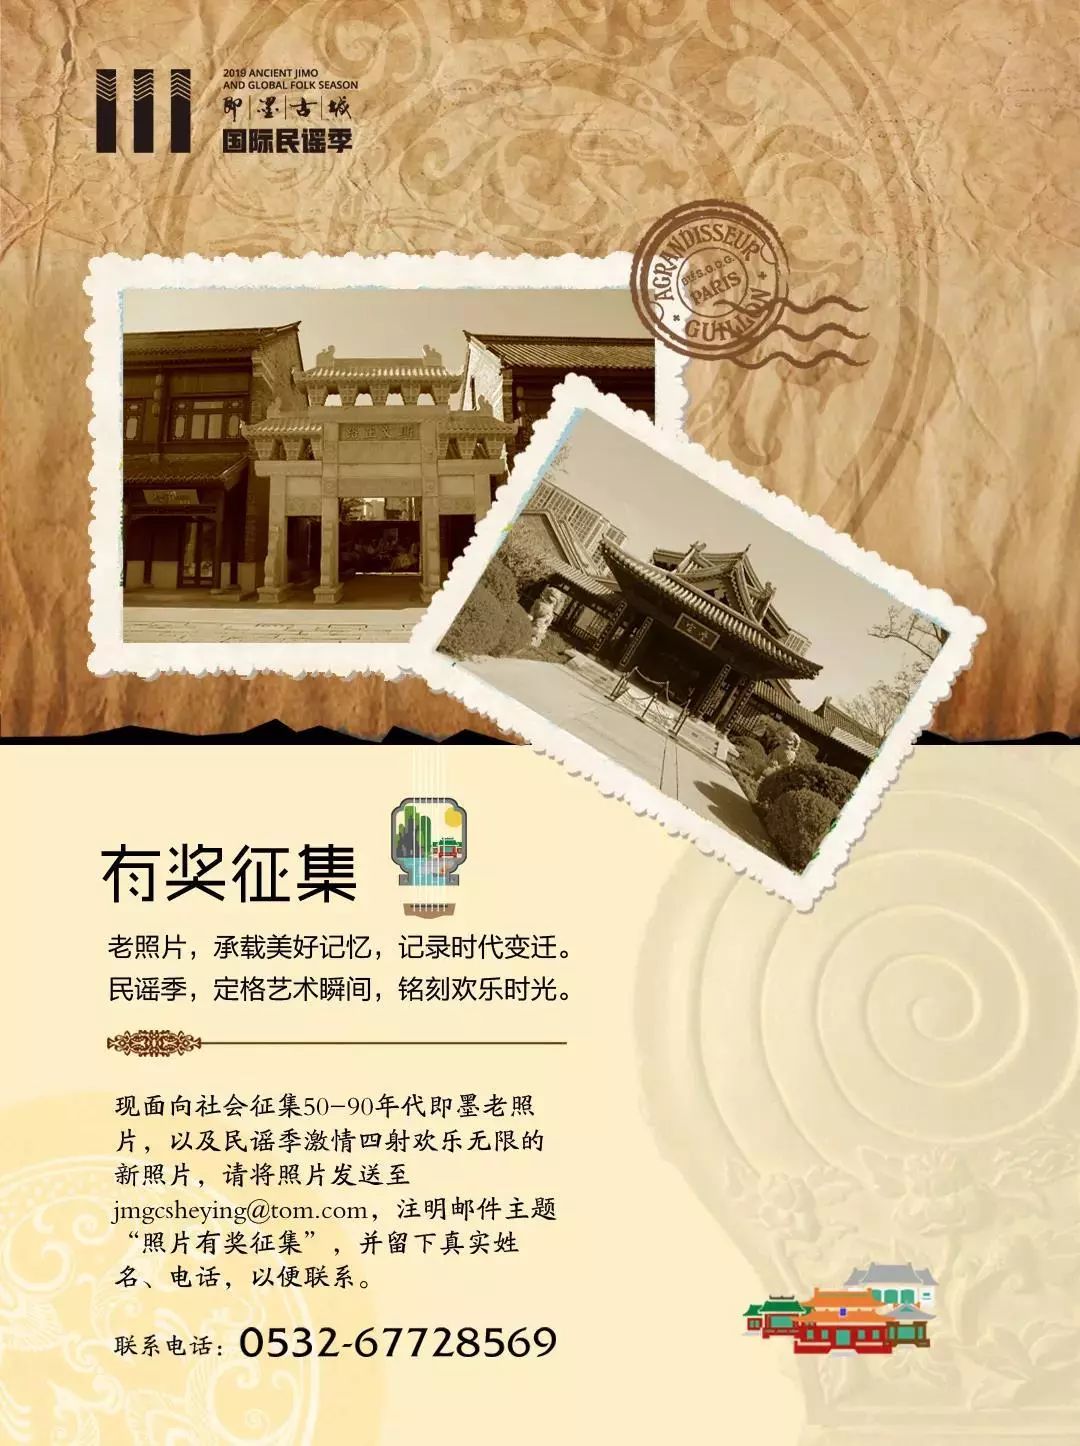 2019 ANCIENT JIMO
AND GLOBAL FOLK SEASON
即墨古城
国际民谣季
AGRANDISSEUR
Bté S.G.D.G.
PARIS
GUILLON
有奖征集
老照片，承载美好记忆，记录时代变迁。
民谣季，定格艺术瞬间，铭刻欢乐时光。
现面向社会征集50-90年代即墨老照
片，以及民谣季激情四射欢乐无限的
新照片，请将照片发送至
jmgcsheying@tom.com，注明邮件主题
“照片有奖征集”，并留下真实姓
名、电话，以便联系。
联系电话：0532-67728569